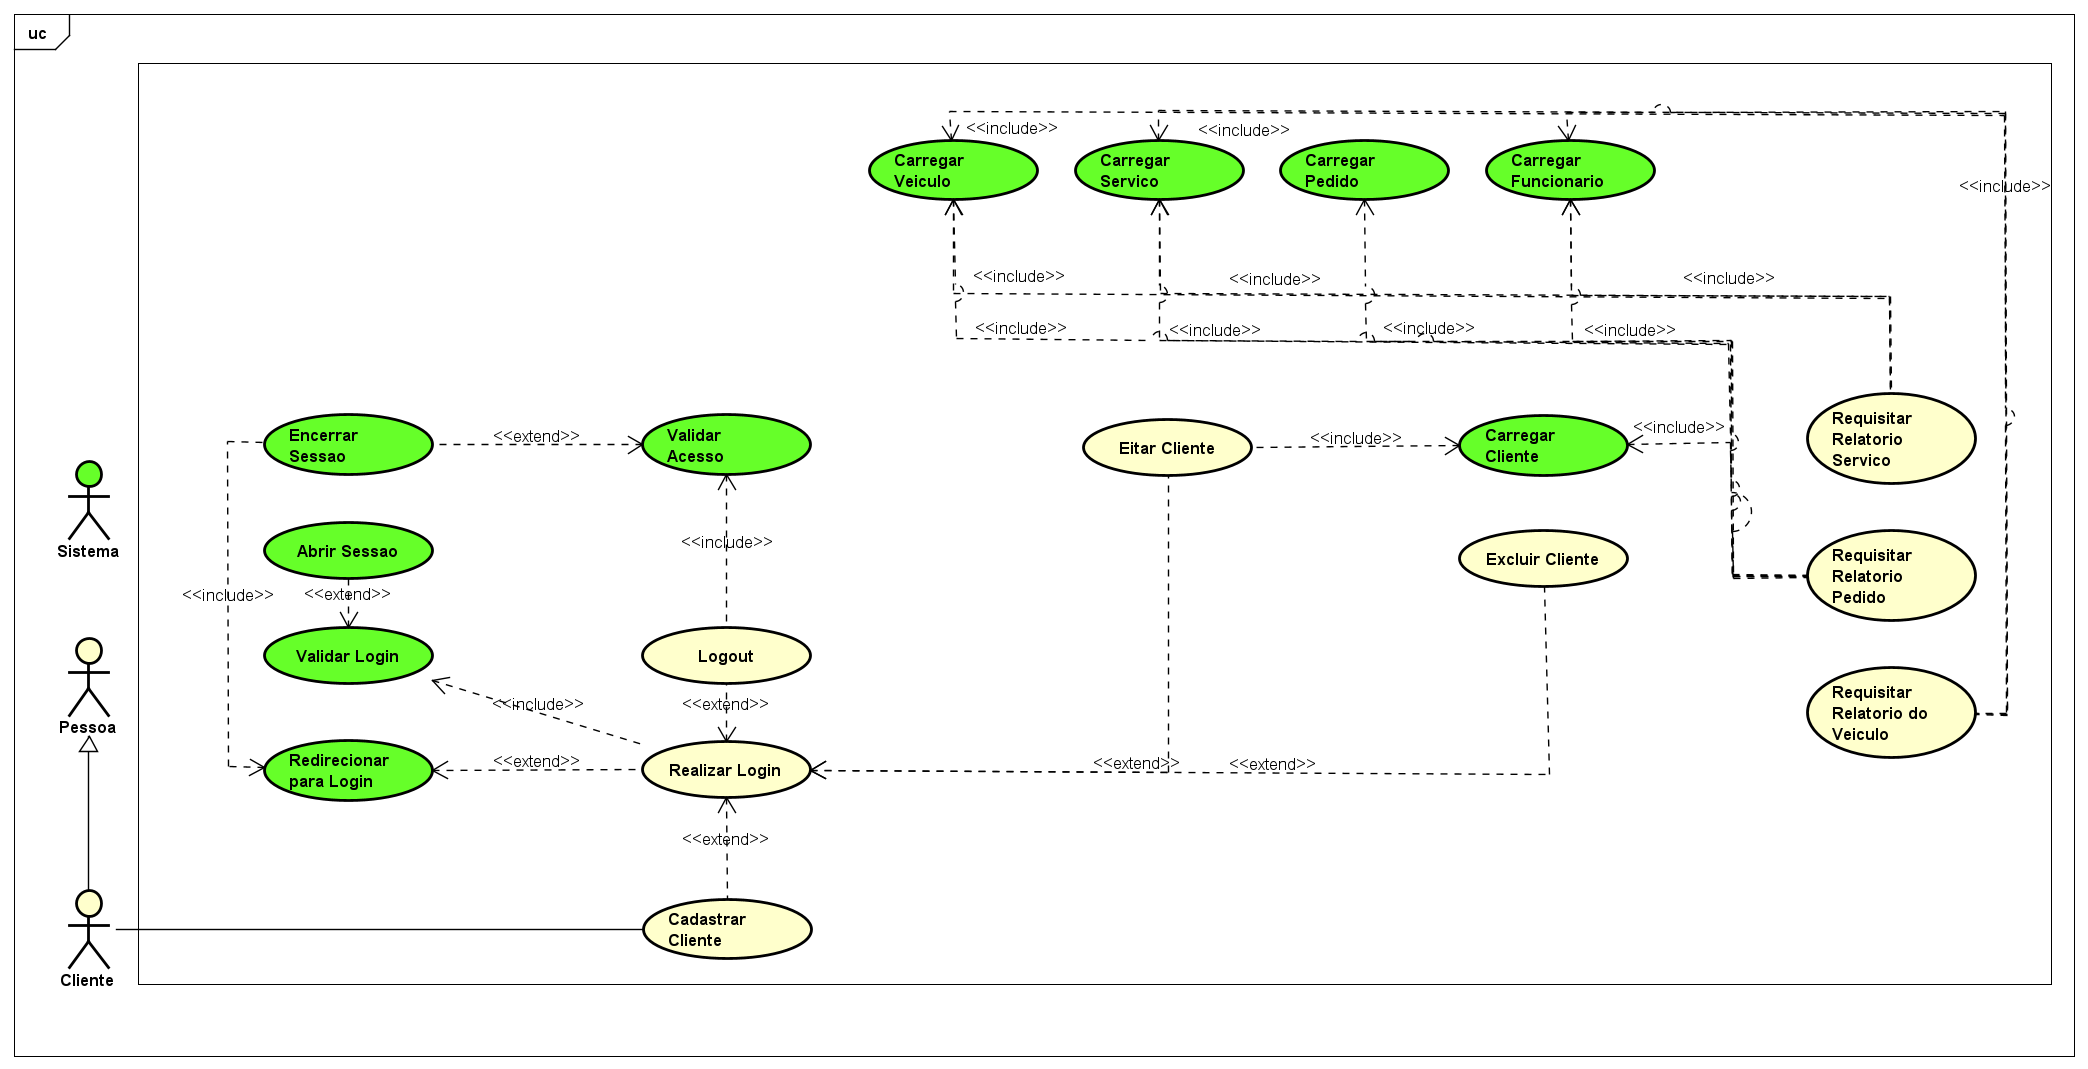 uc
<<include>>
<<include>>
Carregar
Veiculo
Carregar
Servico
Carregar
Pedido
Carregar
Funcionario
<<include>>
<<include>>
<<include>>
<<include>>
<<include>>
<<include>>
<<include>>
<<include>>
Encerrar
Sessao
<<extend>>
Validar
Acesso
Eitar Cliente
<<include>>
Carregar
Cliente
<<include>>
Requisitar
Relatorio
Servico
Sistema
Abrir Sessao
<<include>>
Excluir Cliente
Requisitar
Relatorio
Pedido
<<include>>
<<extend>>
Validar Login
Logout
<<include>>
<<extend>>
Pessoa
Requisitar
Relatorio do
Veiculo
Redirecionar
para Login
<<extend>>
Realizar Login
<<extend>>
<<extend>>
<<extend>>
Cadastrar
Cliente
Cliente